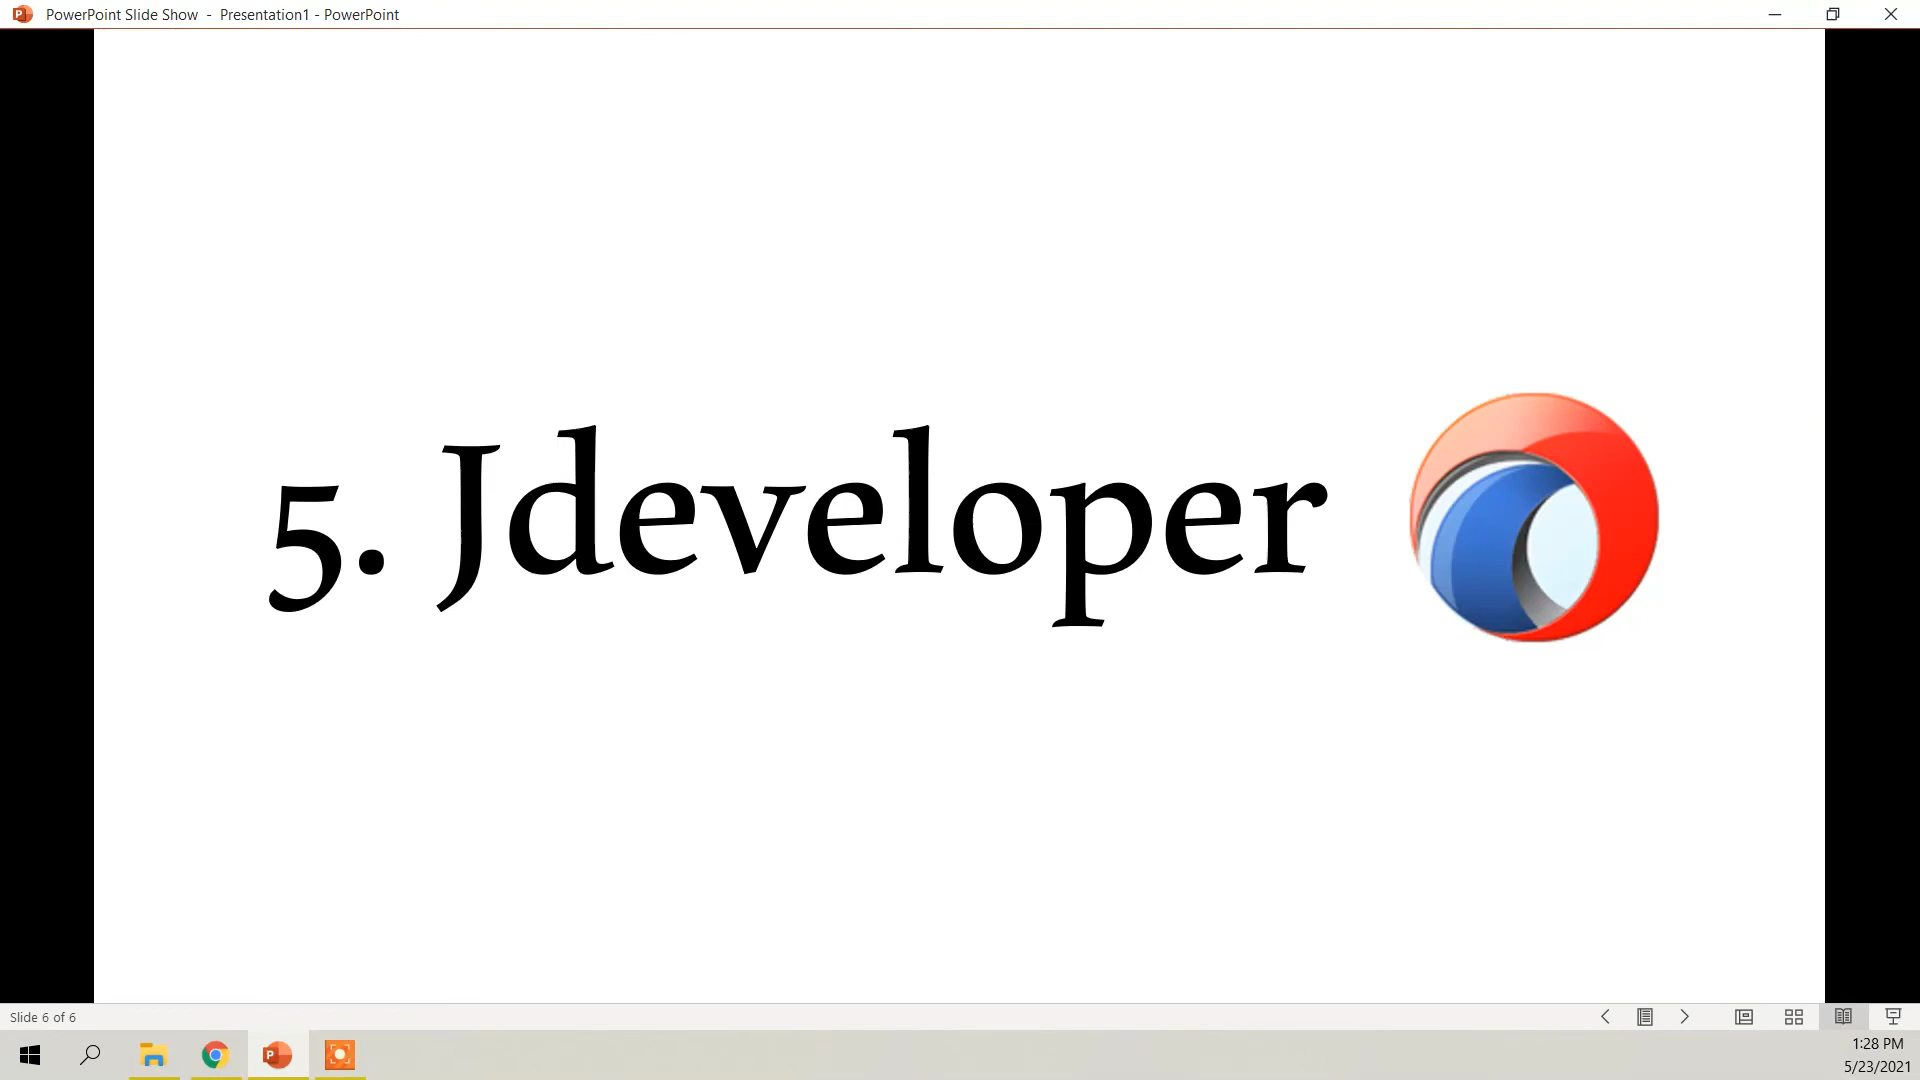 PowerPoint Slide Show - Presentation1 - PowerPoint
5. Jdeveloper
Slide 6 of 6
1:28 PM
5/23/2021